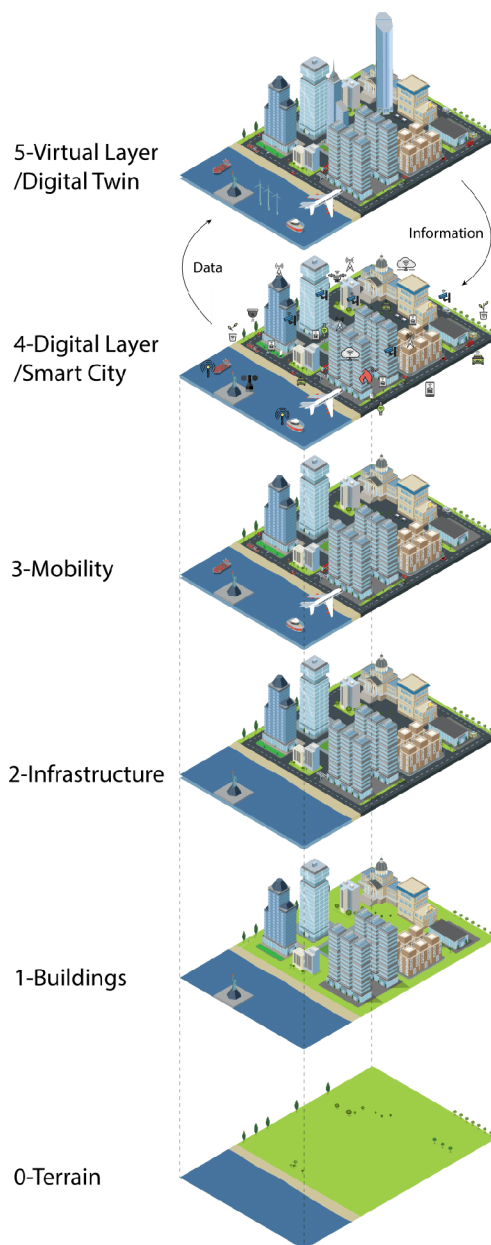 5-Virtual Layer
/Digital Twin
Information
Data
4-Digital Layer
/Smart City
3-Mobility
2-Infrastructure
1-Buildings
0-Terrain